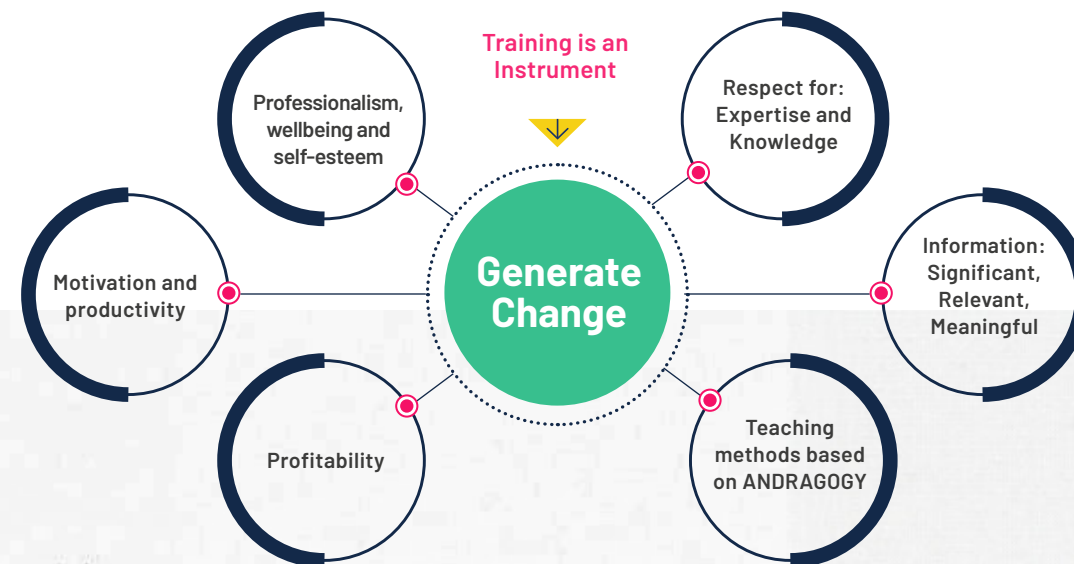 Training is an
Instrument
Professionalism,
wellbeing and
self-esteem
Respect for:
Expertise and
Knowledge
Motivation and
productivity
Generate
Change
Information:
Significant,
Relevant,
Meaningful
Profitability
Teaching
methods based
on ANDRAGOGY